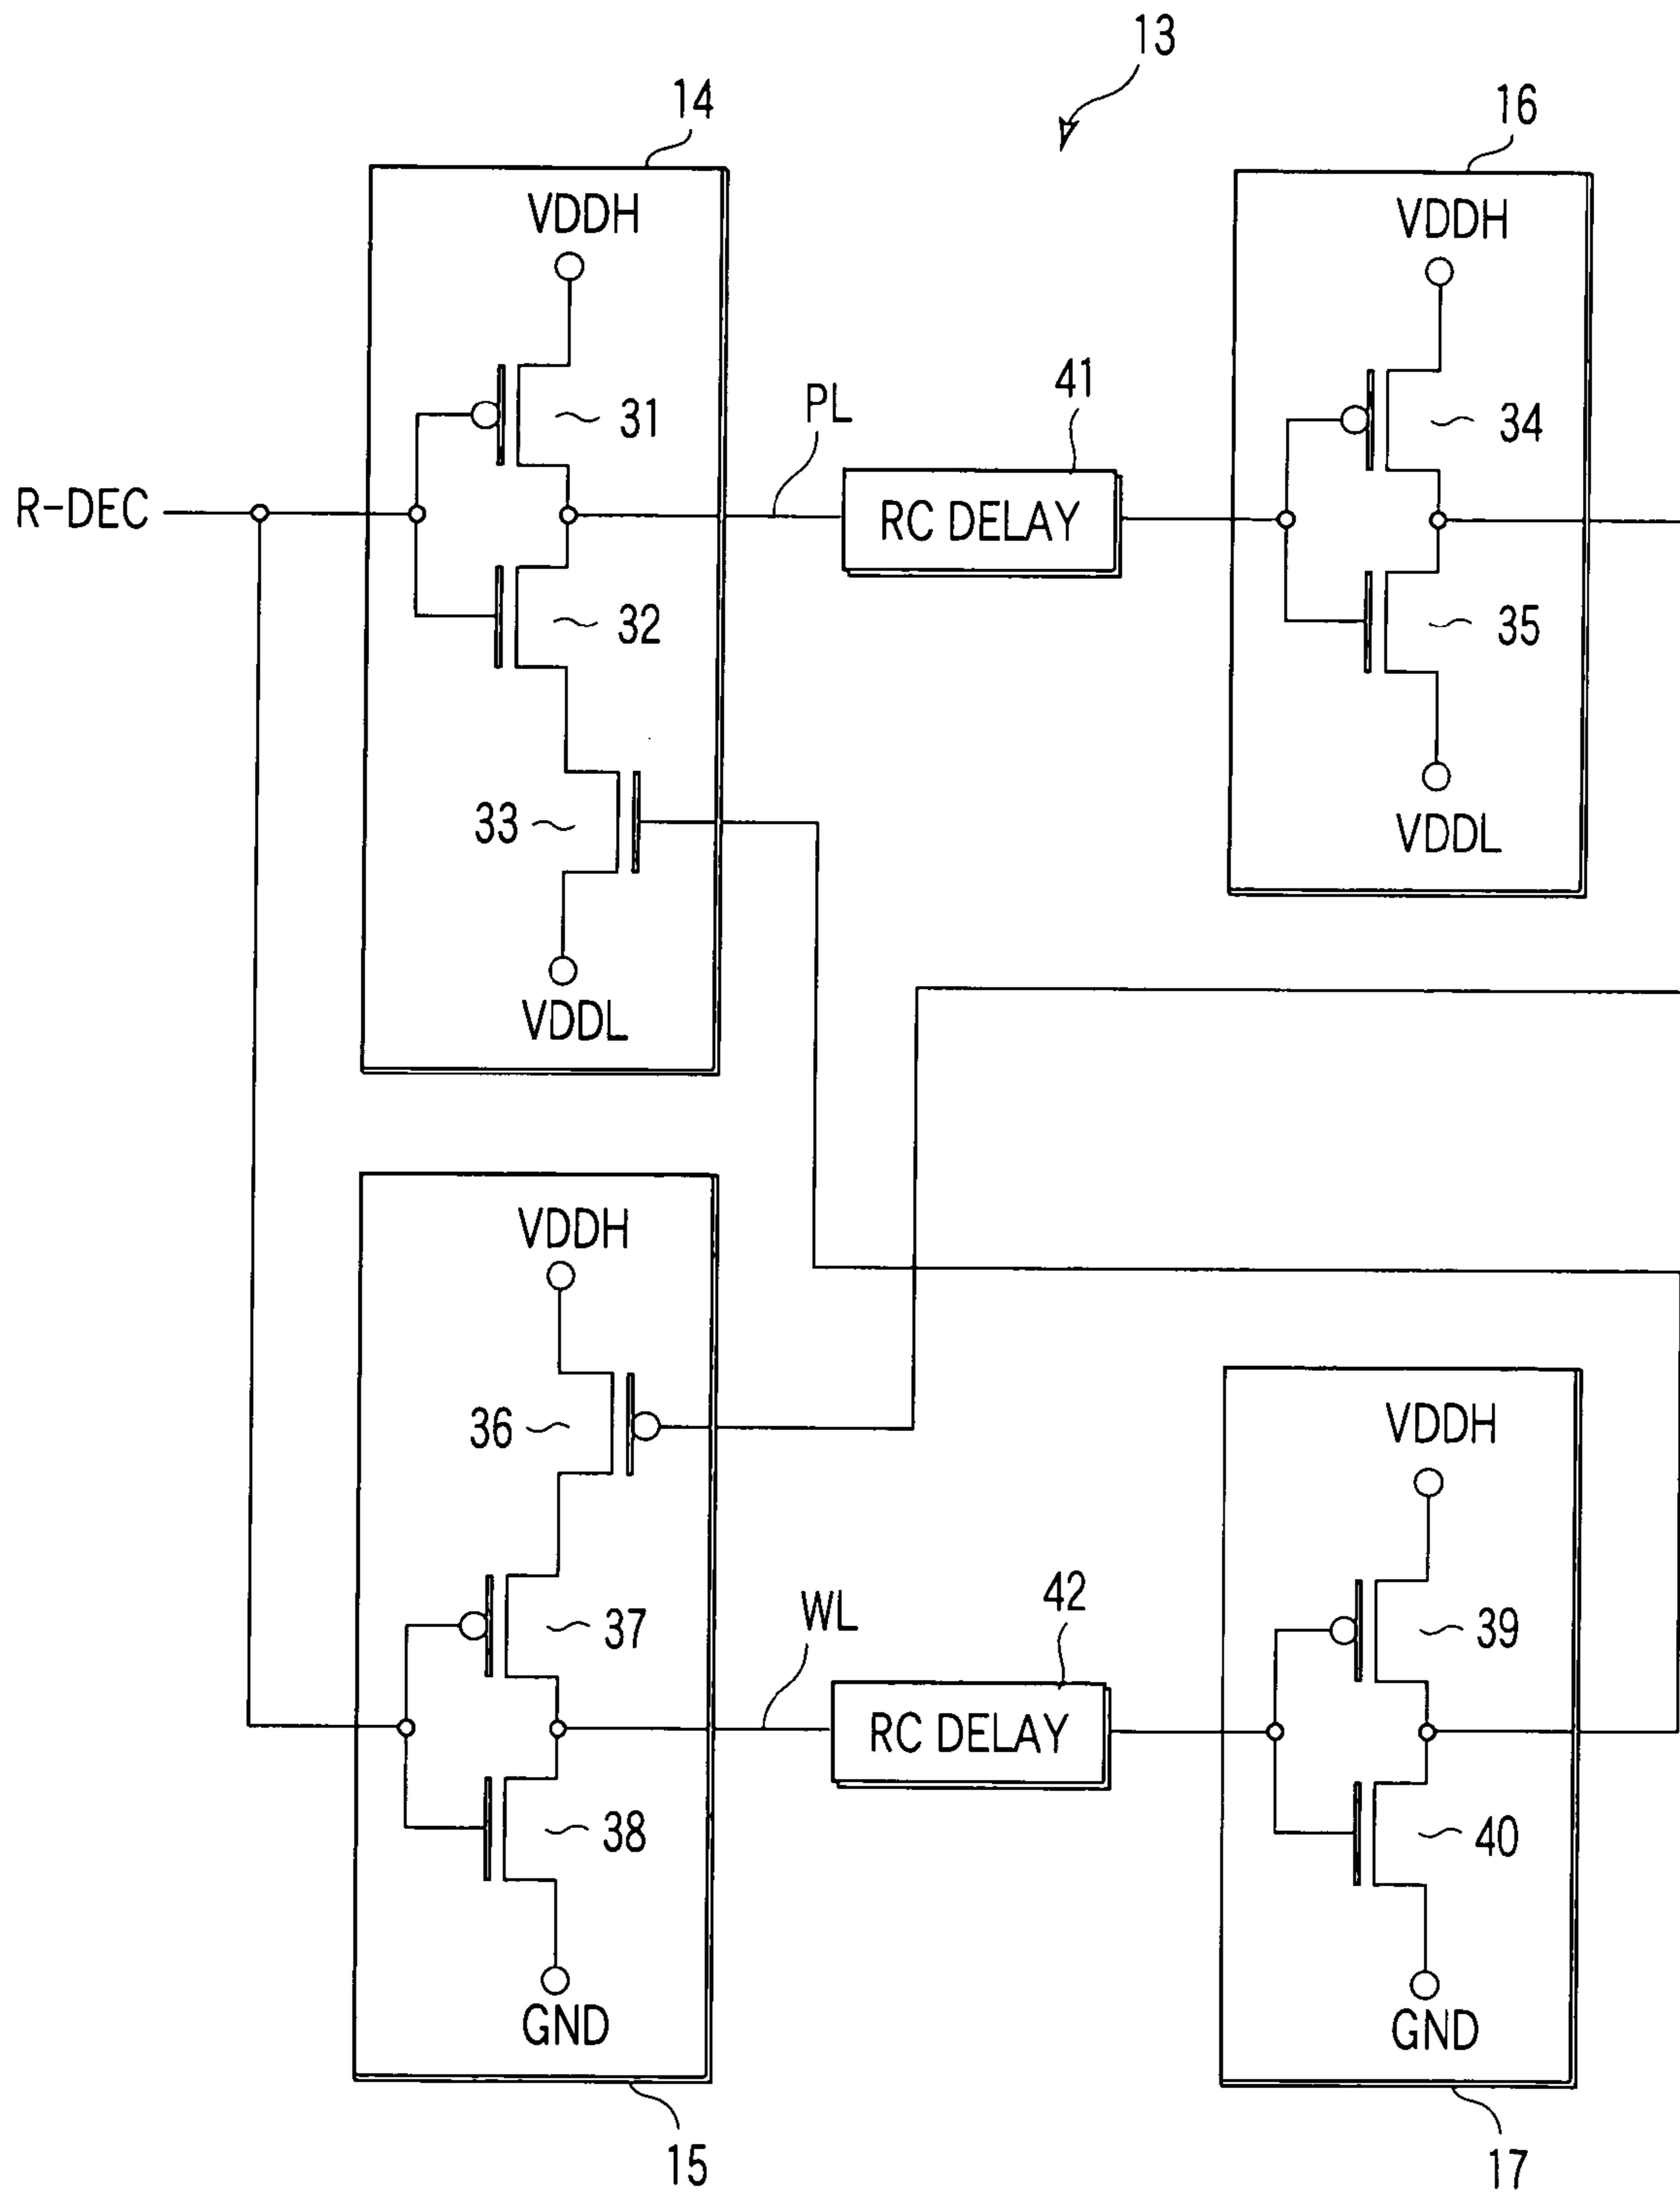 13
14
16
VDDH
VDDH
31
PL
41
34
R-DEC
RC DELAY
32
35
33
VDDL
VDDL
VDDH
36
VDDH
37
WL
42
39
RC DELAY
38
40
GND
GND
15
17